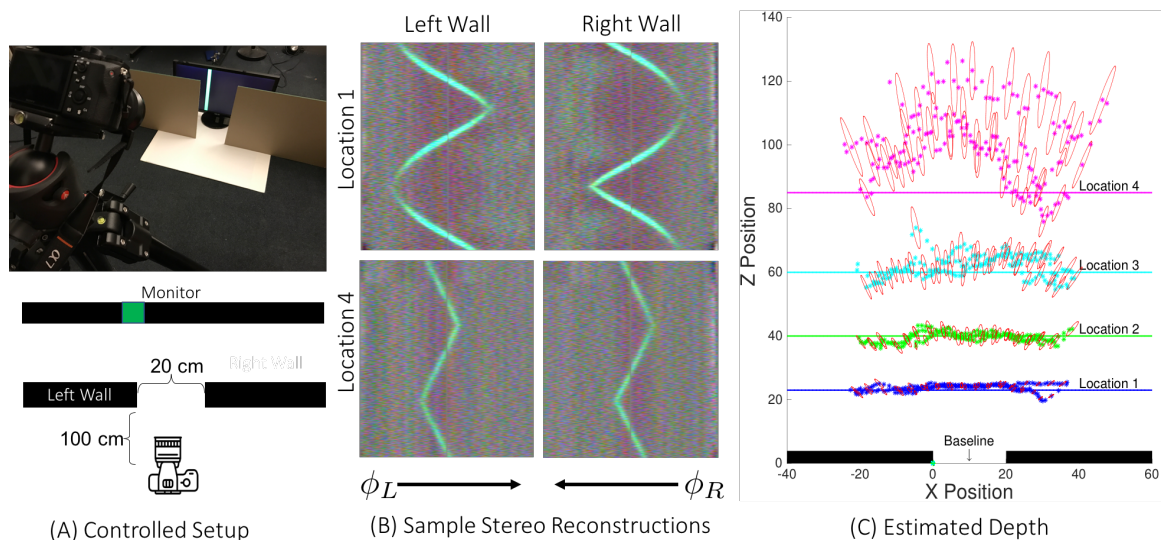 Left Wall
Right Wall
Location 1
Location 4
ϕL
ϕR
α7
Monitor
20 cm
Right Wall
Left Wall
100 cm
(A) Controlled Setup
(B) Sample Stereo Reconstructions
(C) Estimated Depth
140
120
100
80
60
40
20
0
Z Position
Location 4
Location 3
Location 2
Location 1
Baseline
-40
-20
0
20
40
60
X Position